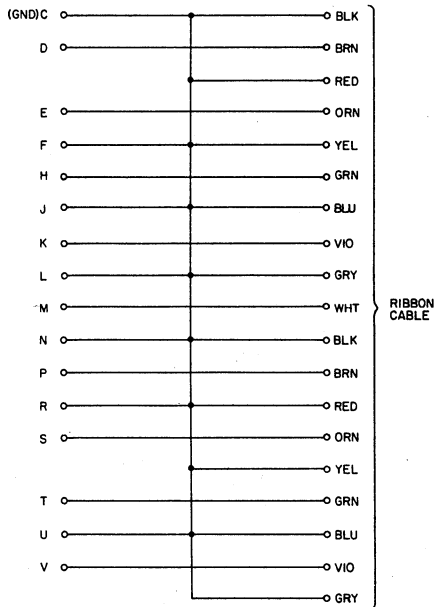 (GND)C BLK
D BRN
RED
E ORN
F YEL
H GRN
J BLU
K VIO
L GRY
M WHT
N BLK
P BRN
R RED
S ORN
YEL
T GRN
U BLU
V VIO
GRY
RIBBON
CABLE